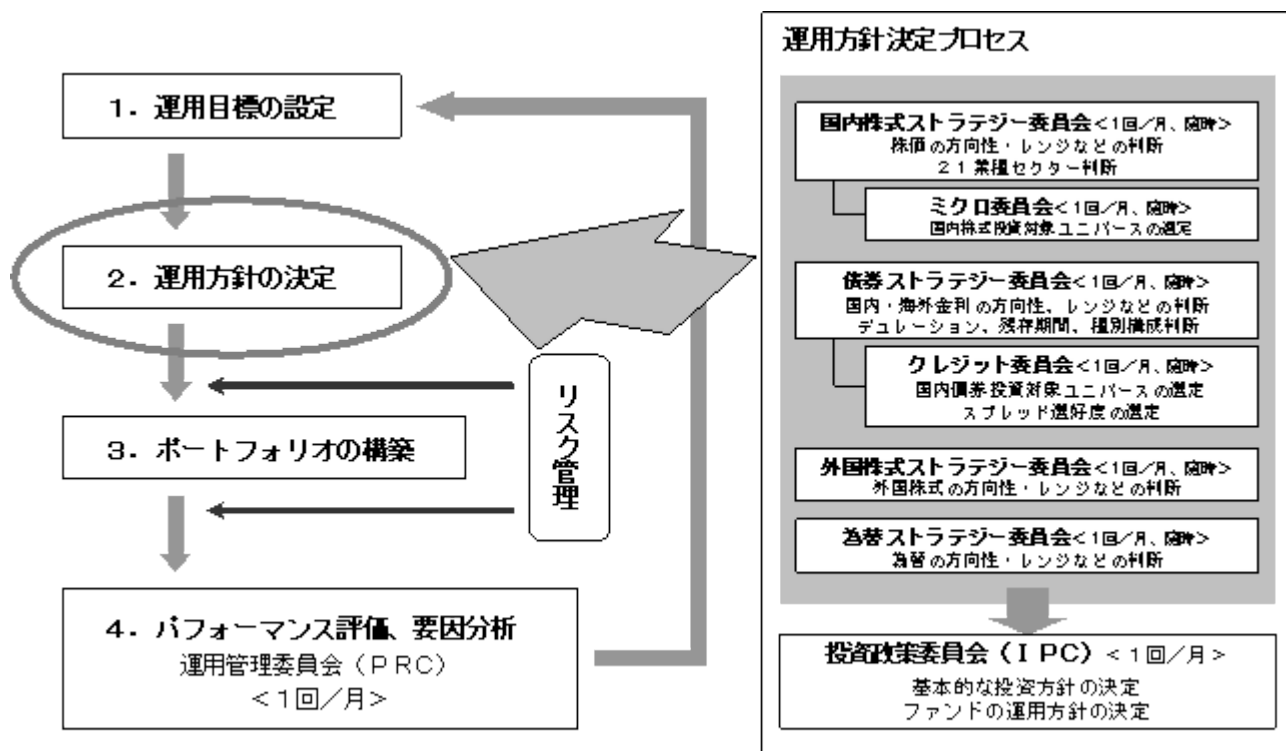 1．運用目標の設定
2．運用方針の決定
3．ポートフォリオの構築
4．パフォーマンス評価、要因分析
運用管理委員会（PRC）
＜1回／月＞
リスク管理
運用方針決定プロセス
国内株式ストラテジー委員会＜1回／月、随時＞
株価の方向性・レンジなどの判断
21業種セクター判断
ミクロ委員会＜1回／月、随時＞
国内株式投資対象ユニバースの選定
債券ストラテジー委員会＜1回／月、随時＞
国内・海外金利の方向性、レンジなどの判断
デュレーション、残存期間、種別構成判断
クレジット委員会＜1回／月、随時＞
国内債券投資対象ユニバースの選定
スプレッド選好度の選定
外国株式ストラテジー委員会＜1回／月、随時＞
外国株式の方向性・レンジなどの判断
為替ストラテジー委員会＜1回／月、随時＞
為替の方向性・レンジなどの判断
投資政策委員会（IPC）＜1回／月＞
基本的な投資方針の決定
ファンドの運用方針の決定